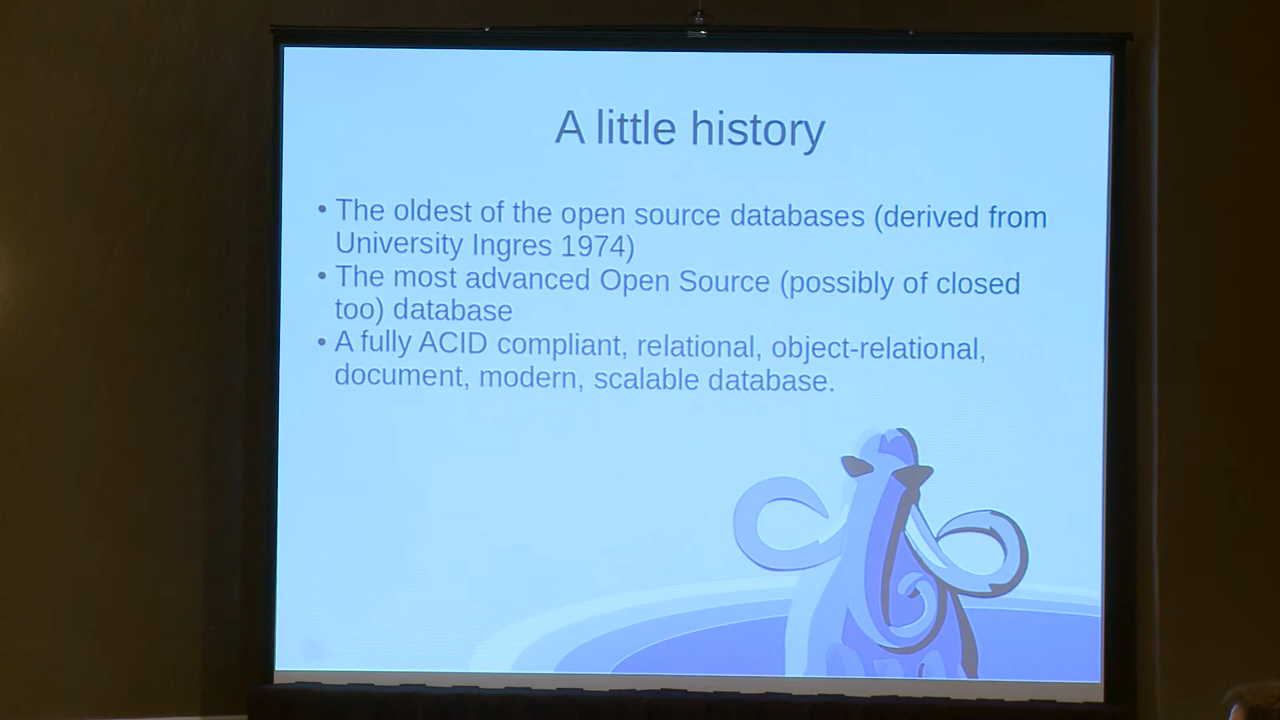 A little history
• The oldest of the open source databases (derived from
University Ingres 1974)
• The most advanced Open Source (possibly of closed
too) database
• A fully ACID compliant, relational, object-relational,
document, modern, scalable database.